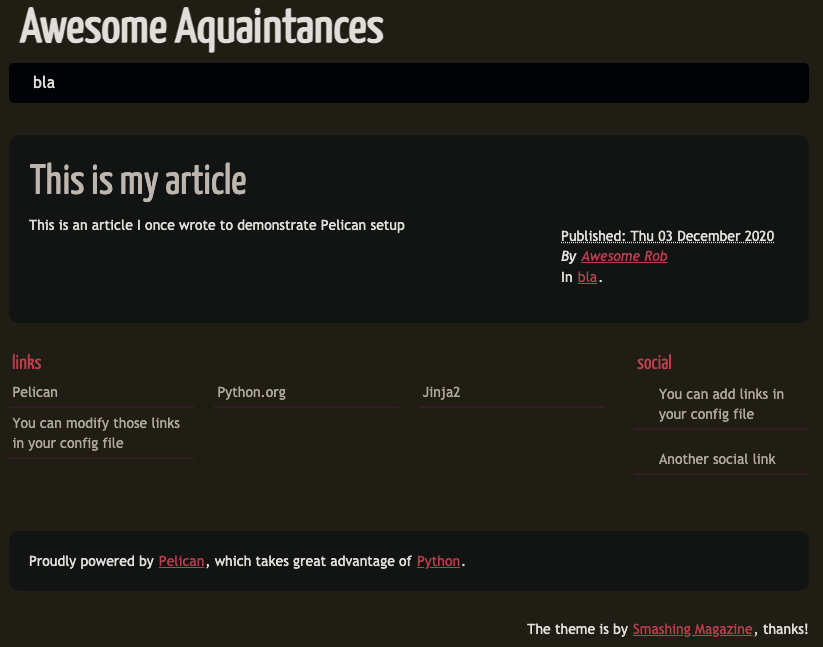 Awesome Aquaintances
bla
This is my article
This is an article I once wrote to demonstrate Pelican setup
Published: Thu 03 December 2020
By Awesome Rob
In bla.
links
Pelican
Python.org
Jinja2
You can modify those links
in your config file
social
You can add links in
your config file
Another social link
Proudly powered by Pelican, which takes great advantage of Python.
The theme is by Smashing Magazine, thanks!